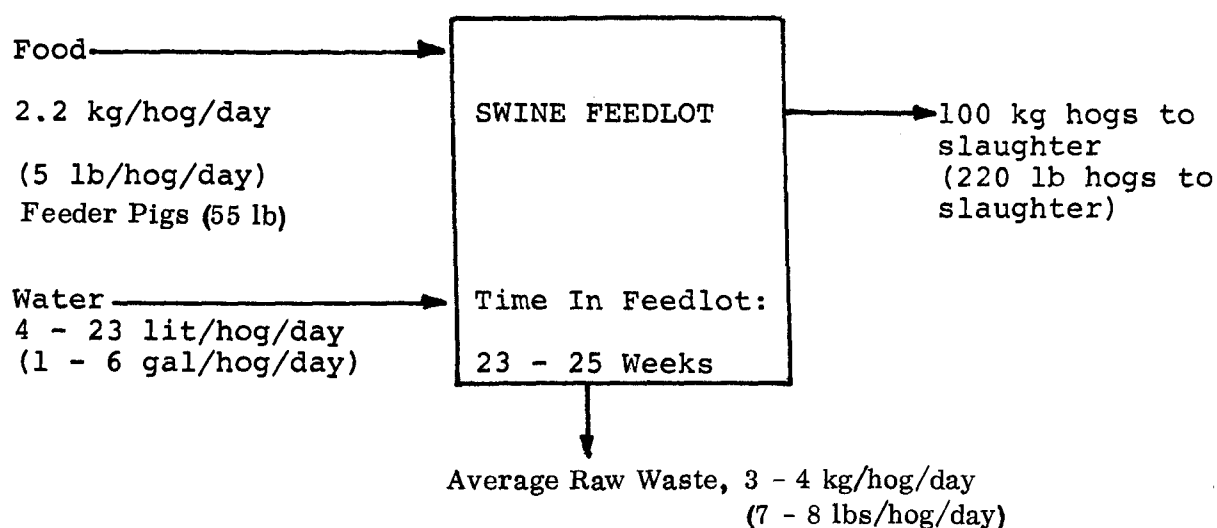 Food
2.2 kg/hog/day
(5 lb/hog/day)
Feeder Pigs (55 lb)
Water
4 - 23 lit/hog/day
(1 - 6 gal/hog/day)
SWINE FEEDLOT
Time In Feedlot:
23 - 25 Weeks
100 kg hogs to
slaughter
(220 lb hogs to
slaughter)
Average Raw Waste, 3 - 4 kg/hog/day
(7 - 8 lbs/hog/day)